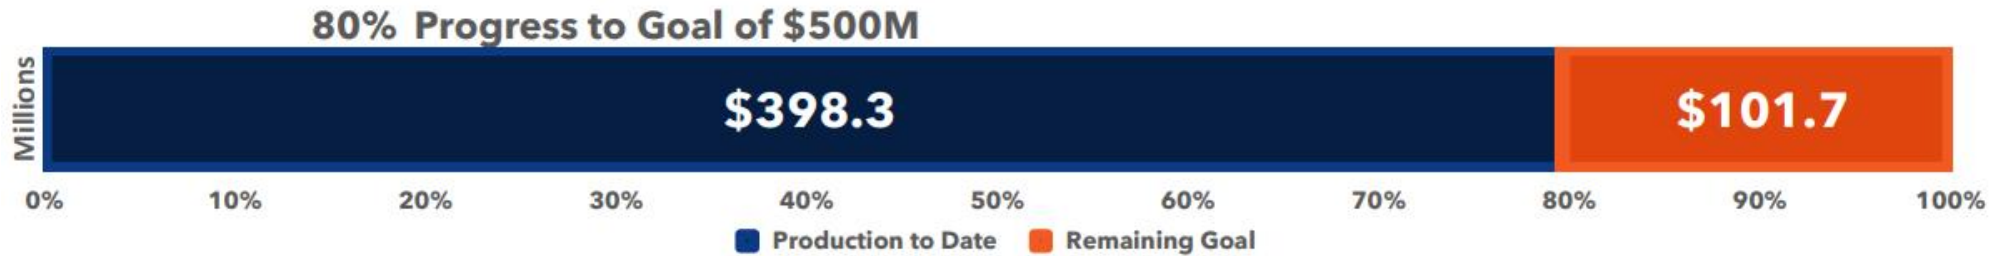 80% Progress to Goal of $500M
Millions
$398.3
$101.7
0% 10% 20% 30% 40% 50% 60% 70% 80% 90% 100%
Production to Date Remaining Goal